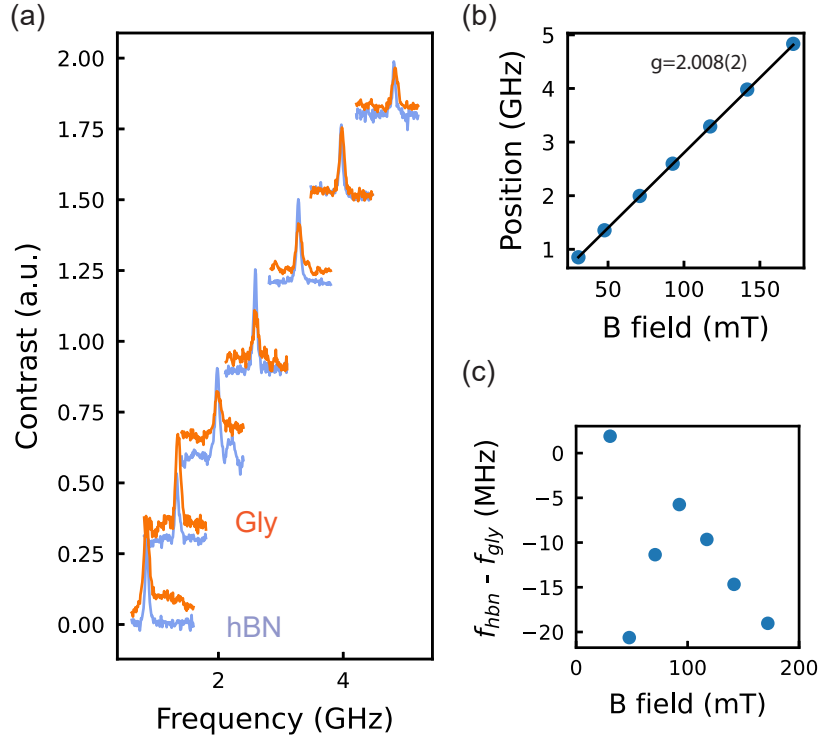 (a)
2.00
1.75
1.50
1.25
1.00
0.75
0.50
0.25
0.00
Contrast (a.u.)
Gly
hBN
2
4
Frequency (GHz)
(b)
g=2.008(2)
5
4
3
2
1
Position (GHz)
50
100
150
B field (mT)
(c)
0
−5
−10
−15
−20
f_hbn - f_gly (MHz)
0
100
200
B field (mT)